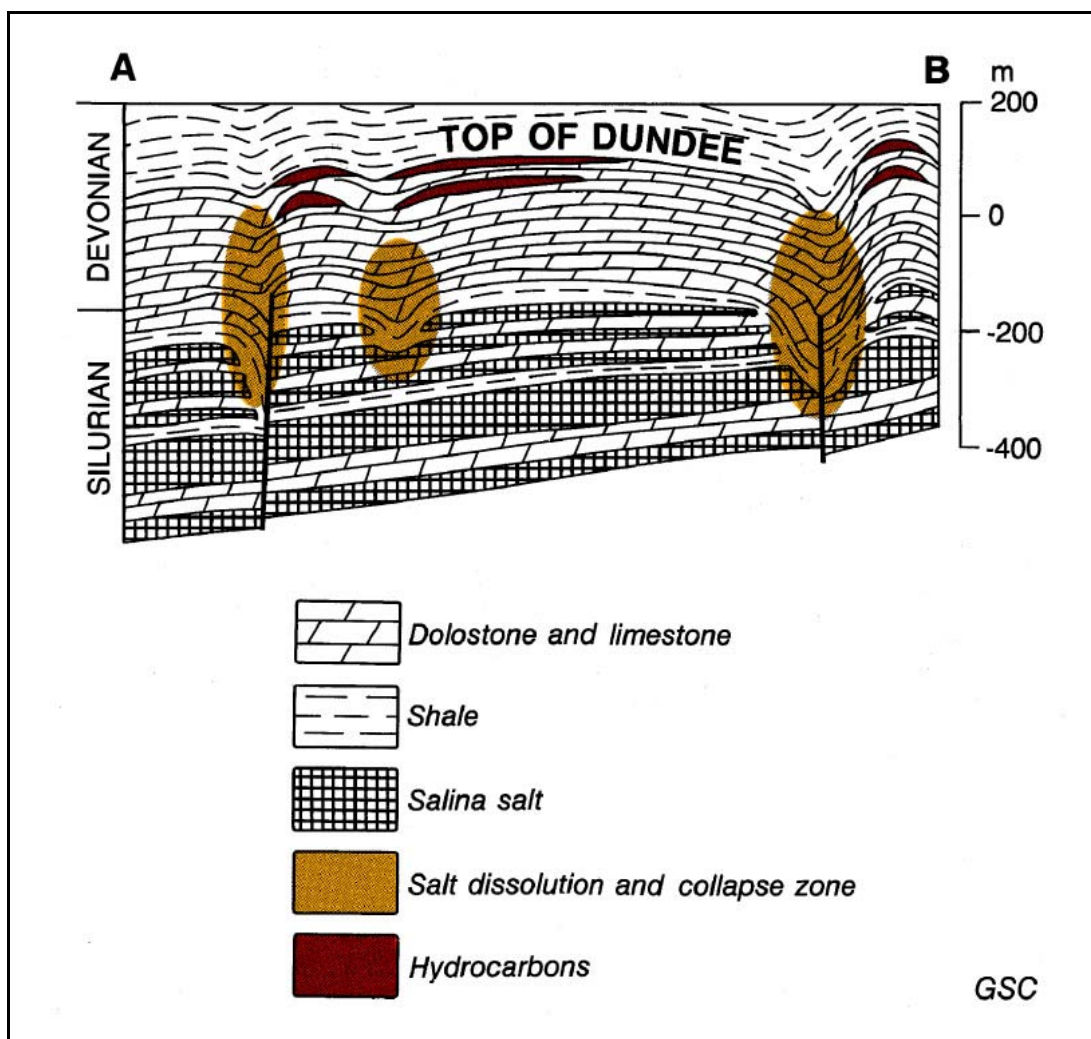 A
B
m
200
TOP OF DUNDEE
DEVONIAN
0
-200
SILURIAN
-400
Dolostone and limestone
Shale
Salina salt
Salt dissolution and collapse zone
Hydrocarbons
GSC